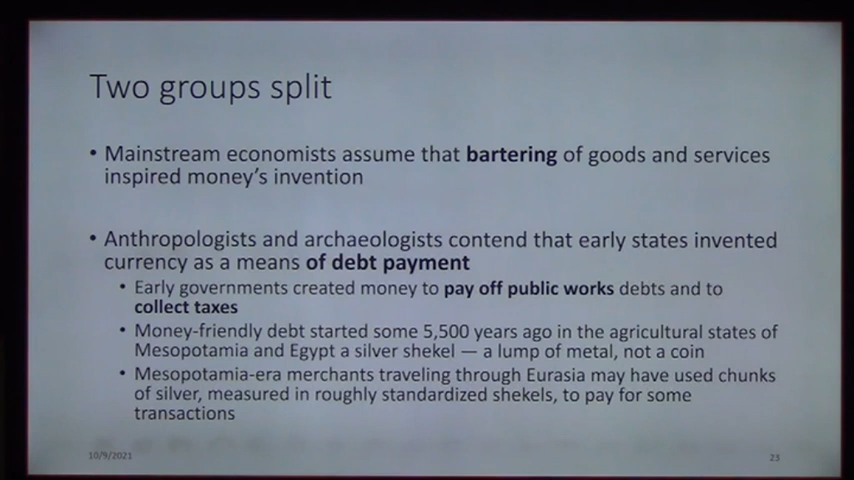 Two groups split
• Mainstream economists assume that bartering of goods and services
inspired money's invention
• Anthropologists and archaeologists contend that early states invented
currency as a means of debt payment
• Early governments created money to pay off public works debts and to
collect taxes
• Money-friendly debt started some 5,500 years ago in the agricultural states of
Mesopotamia and Egypt a silver shekel — a lump of metal, not a coin
• Mesopotamia-era merchants traveling through Eurasia may have used chunks
of silver, measured in roughly standardized shekels, to pay for some
transactions
10/9/2021
23